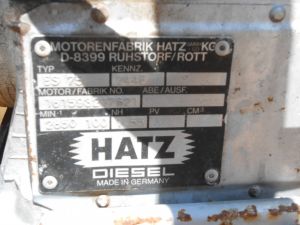 MOTORENFABRIK HATZ GMBH KG
D-8399 RUHSTORF/ROTT
TYP KENNZ.
MOTOR/FABRIK NO. ABE/AUSF.
MIN⁻¹ NH PV CM³
HATZ
DIESEL
MADE IN GERMANY